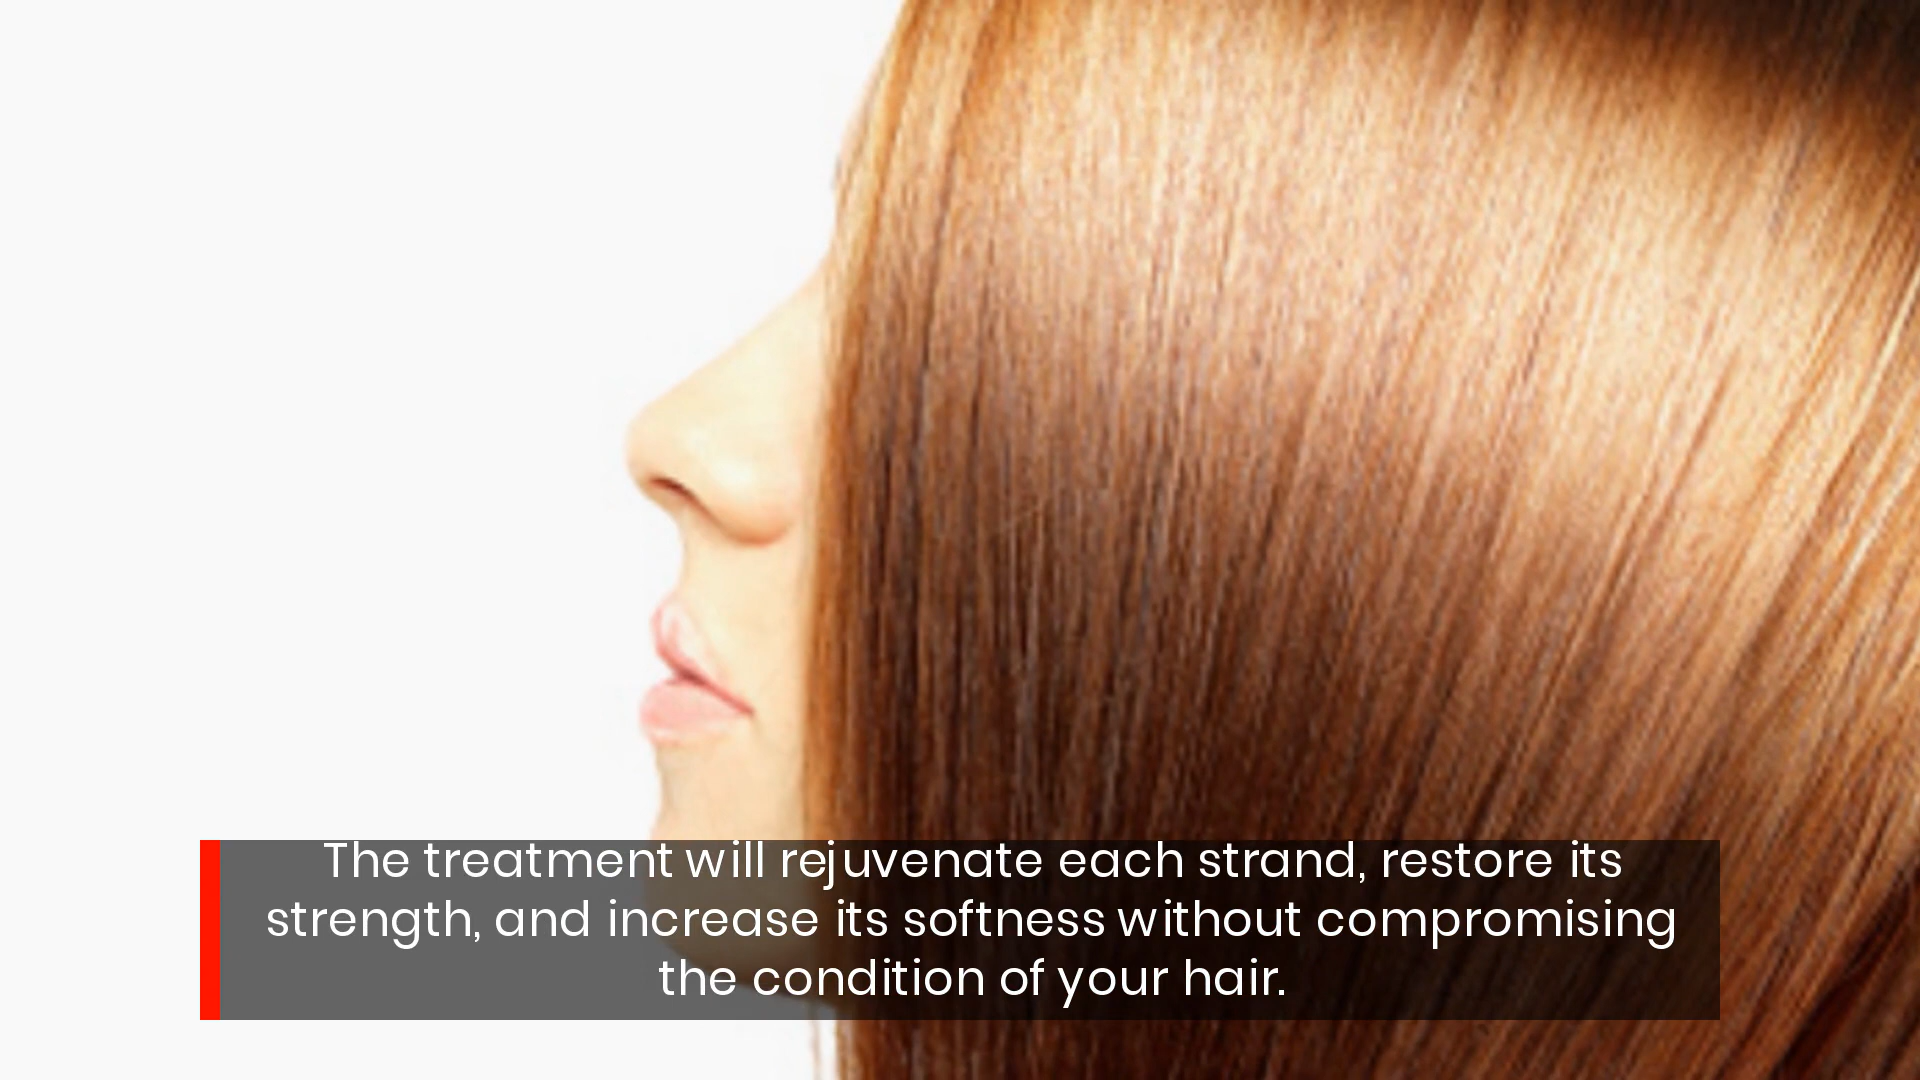 The treatment will rejuvenate each strand, restore its
strength, and increase its softness without compromising
the condition of your hair.